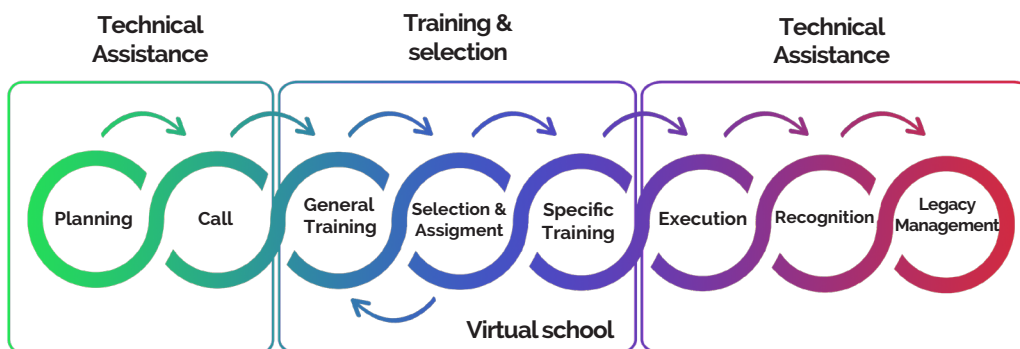 Technical
Assistance
Training &
selection
Technical
Assistance
Planning
Call
General
Training
Selection &
Assigment
Specific
Training
Execution
Recognition
Legacy
Management
Virtual school